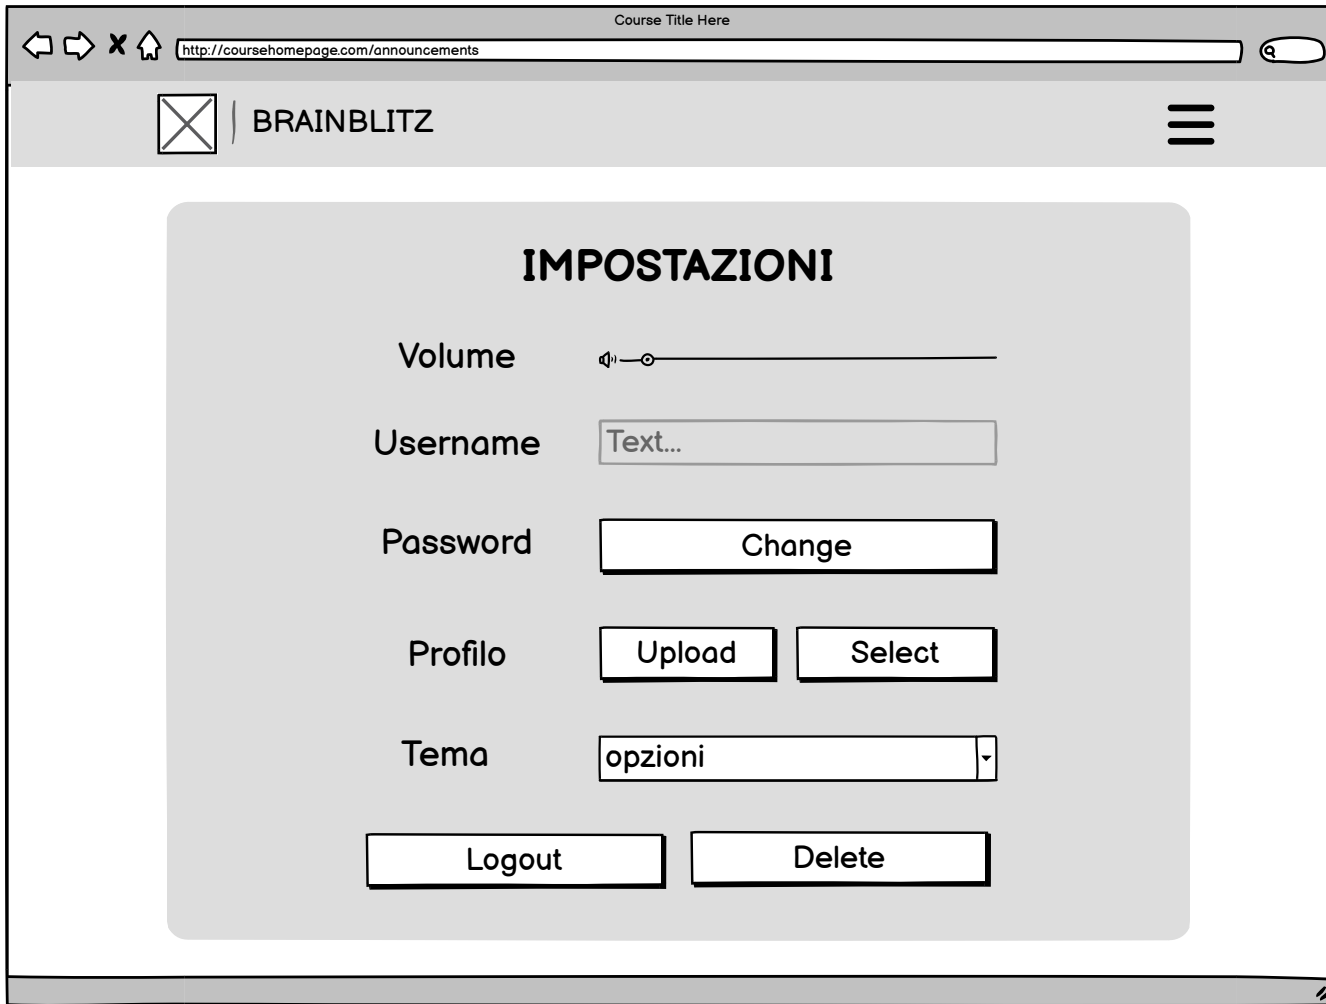 Course Title Here
http://coursehomepage.com/announcements
BRAINBLITZ
IMPOSTAZIONI
Volume
Username Text...
Password Change
Profilo Upload Select
Tema opzioni
Logout Delete